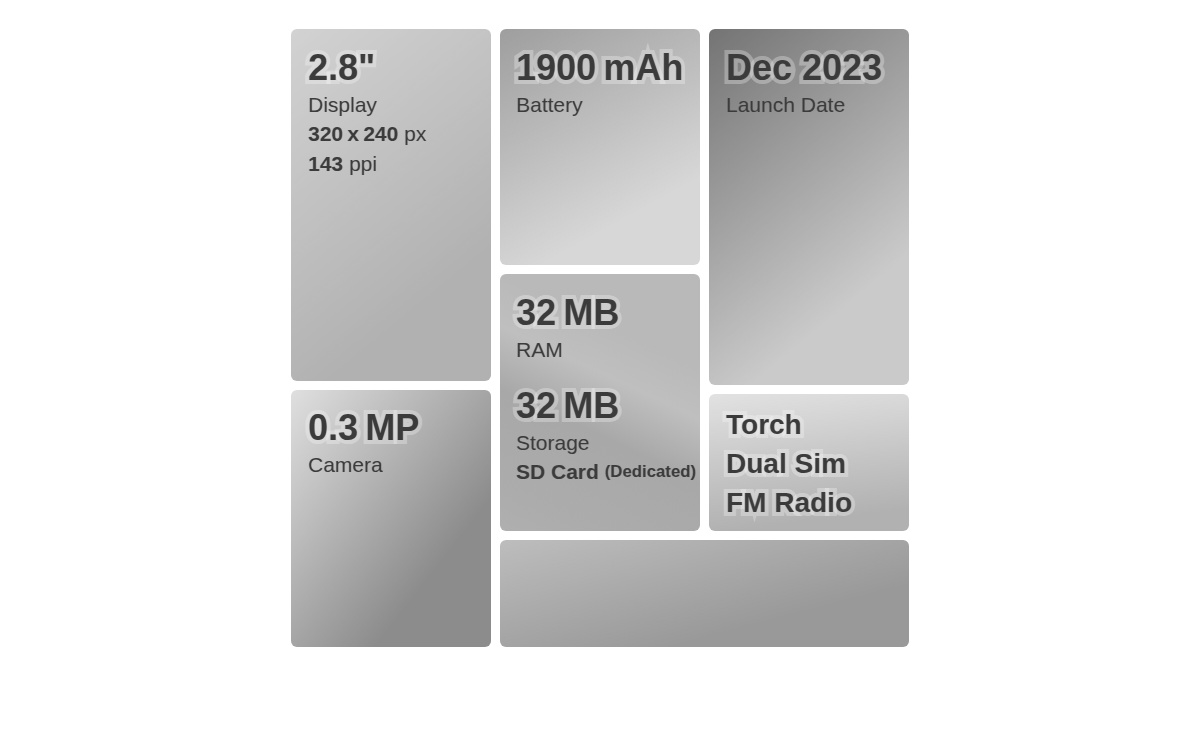 2.8"
Display
320 x 240 px
143 ppi
1900 mAh
Battery
Dec 2023
Launch Date
32 MB
RAM
32 MB
Storage
SD Card (Dedicated)
0.3 MP
Camera
Torch
Dual Sim
FM Radio